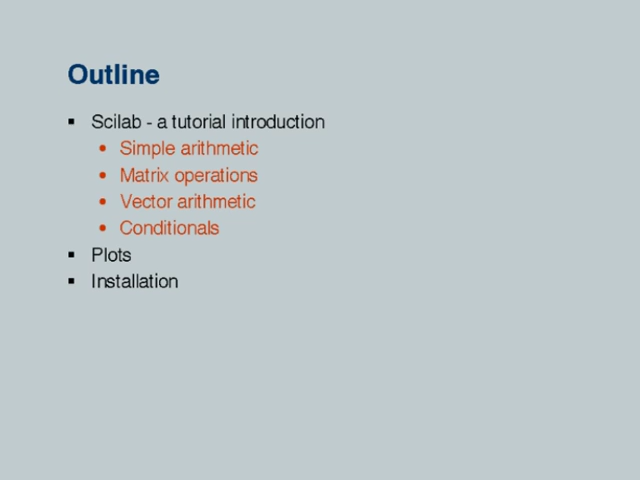 Outline
▪ Scilab - a tutorial introduction
• Simple arithmetic
• Matrix operations
• Vector arithmetic
• Conditionals
▪ Plots
▪ Installation